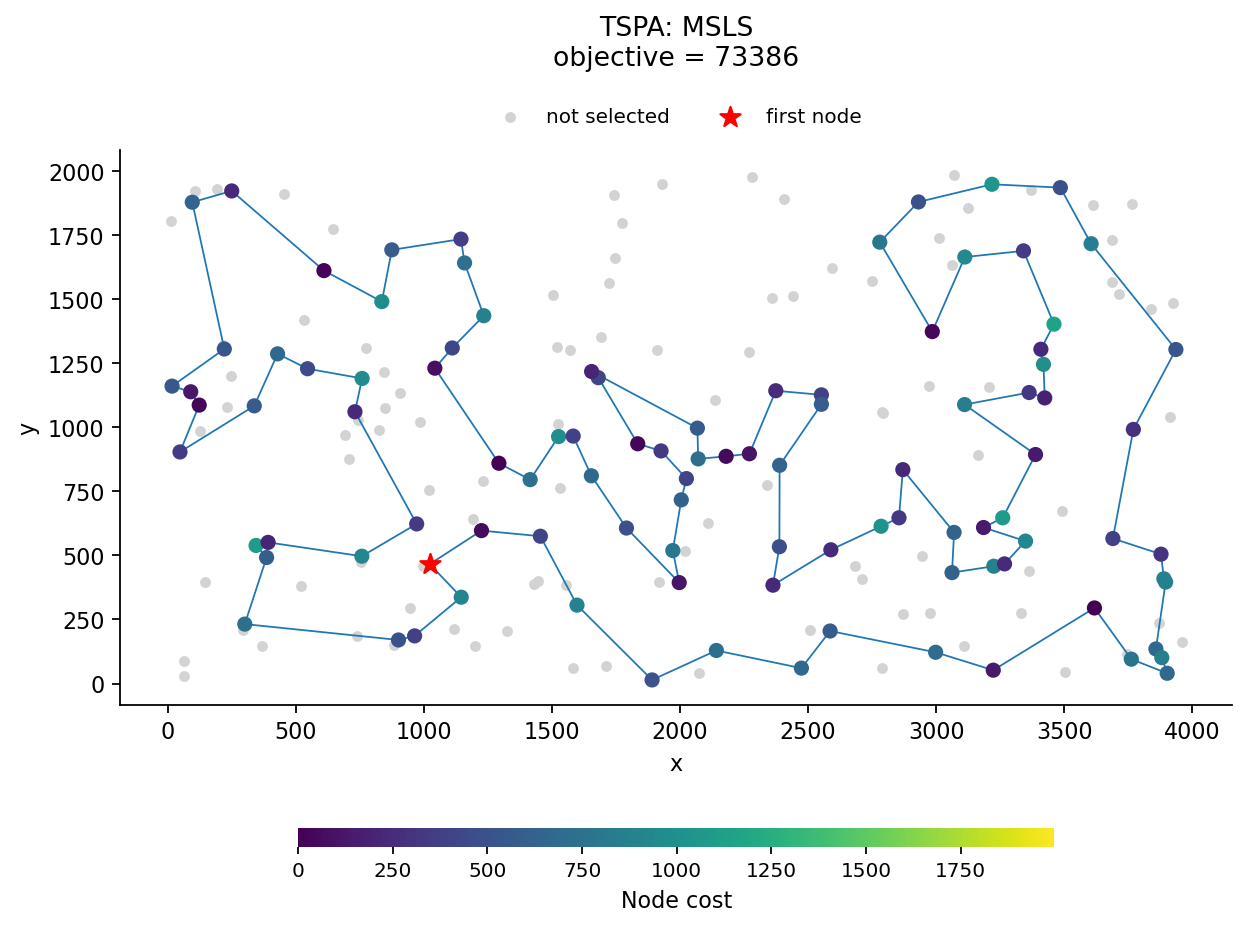 TSPA: MSLS
objective = 73386
not selected
first node
2000
1750
1500
1250
1000
750
500
250
0
y
0 500 1000 1500 2000 2500 3000 3500 4000
x
0 250 500 750 1000 1250 1500 1750
Node cost